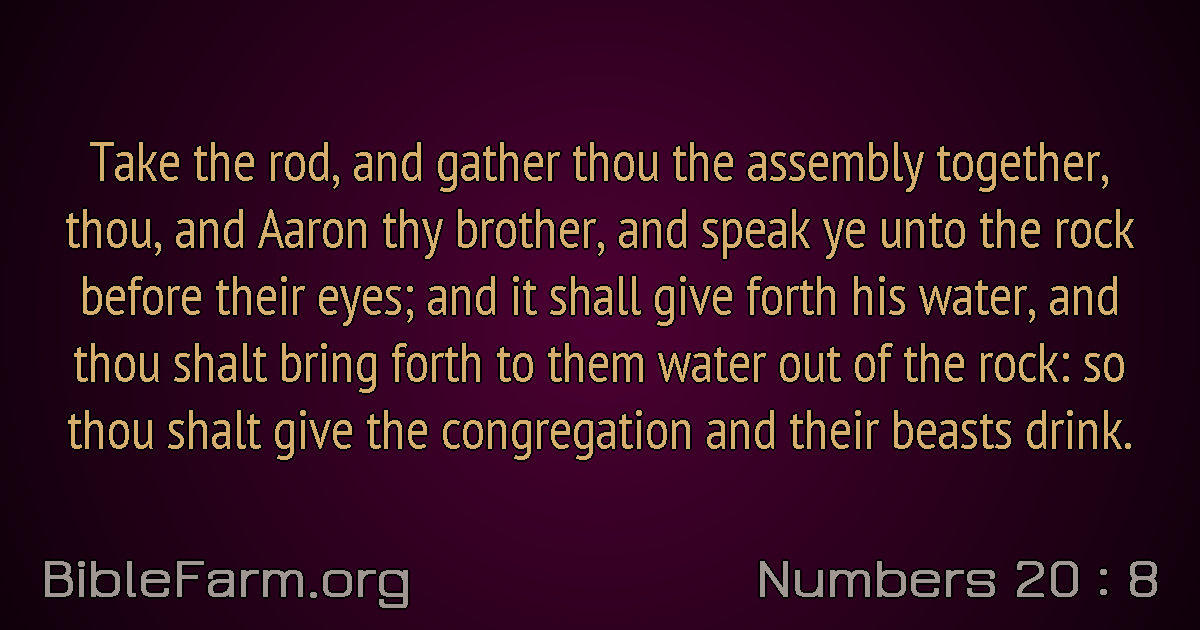 Take the rod, and gather thou the assembly together,
thou, and Aaron thy brother, and speak ye unto the rock
before their eyes; and it shall give forth his water, and
thou shalt bring forth to them water out of the rock: so
thou shalt give the congregation and their beasts drink.
BibleFarm.org
Numbers 20 : 8